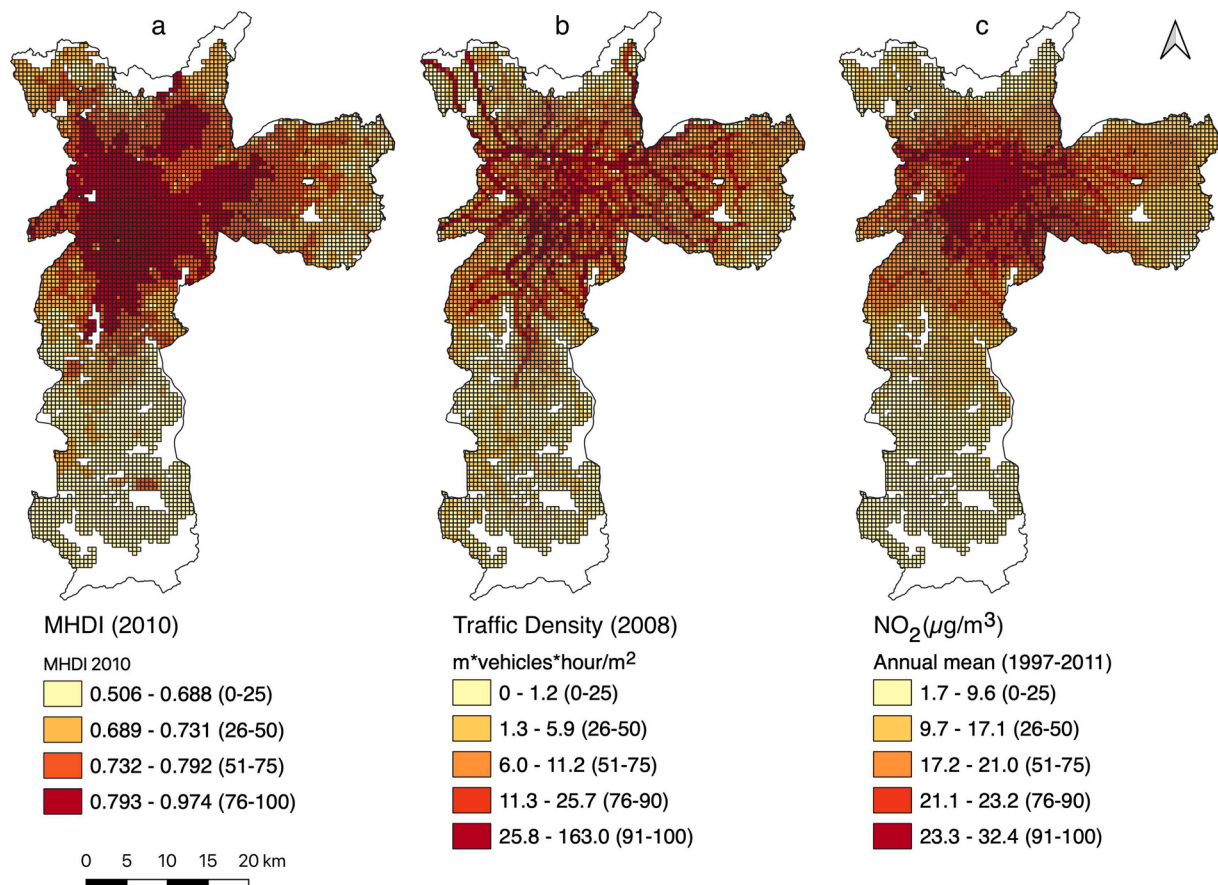 a
b
c
MHDI (2010)
MHDI 2010
0.506 - 0.688 (0-25)
0.689 - 0.731 (26-50)
0.732 - 0.792 (51-75)
0.793 - 0.974 (76-100)
0 5 10 15 20 km
Traffic Density (2008)
m*vehicles*hour/m²
0 - 1.2 (0-25)
1.3 - 5.9 (26-50)
6.0 - 11.2 (51-75)
11.3 - 25.7 (76-90)
25.8 - 163.0 (91-100)
NO₂(µg/m³)
Annual mean (1997-2011)
1.7 - 9.6 (0-25)
9.7 - 17.1 (26-50)
17.2 - 21.0 (51-75)
21.1 - 23.2 (76-90)
23.3 - 32.4 (91-100)